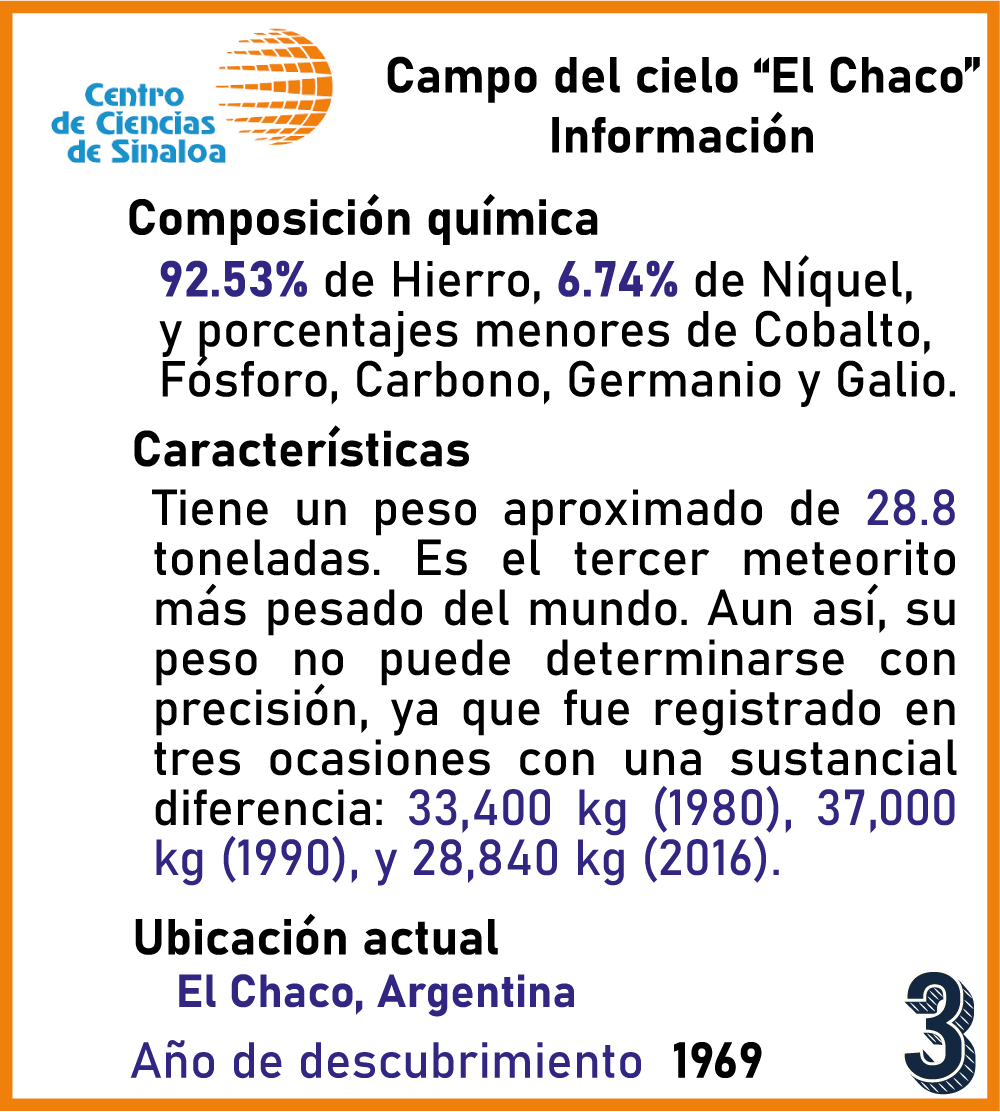 Centro
de Ciencias
de Sinaloa
Campo del cielo “El Chaco”
Información
Composición química
92.53% de Hierro, 6.74% de Níquel,
y porcentajes menores de Cobalto,
Fósforo, Carbono, Germanio y Galio.
Características
Tiene un peso aproximado de 28.8
toneladas. Es el tercer meteorito
más pesado del mundo. Aun así, su
peso no puede determinarse con
precisión, ya que fue registrado en
tres ocasiones con una sustancial
diferencia: 33,400 kg (1980), 37,000
kg (1990), y 28,840 kg (2016).
Ubicación actual
El Chaco, Argentina
Año de descubrimiento 1969
3